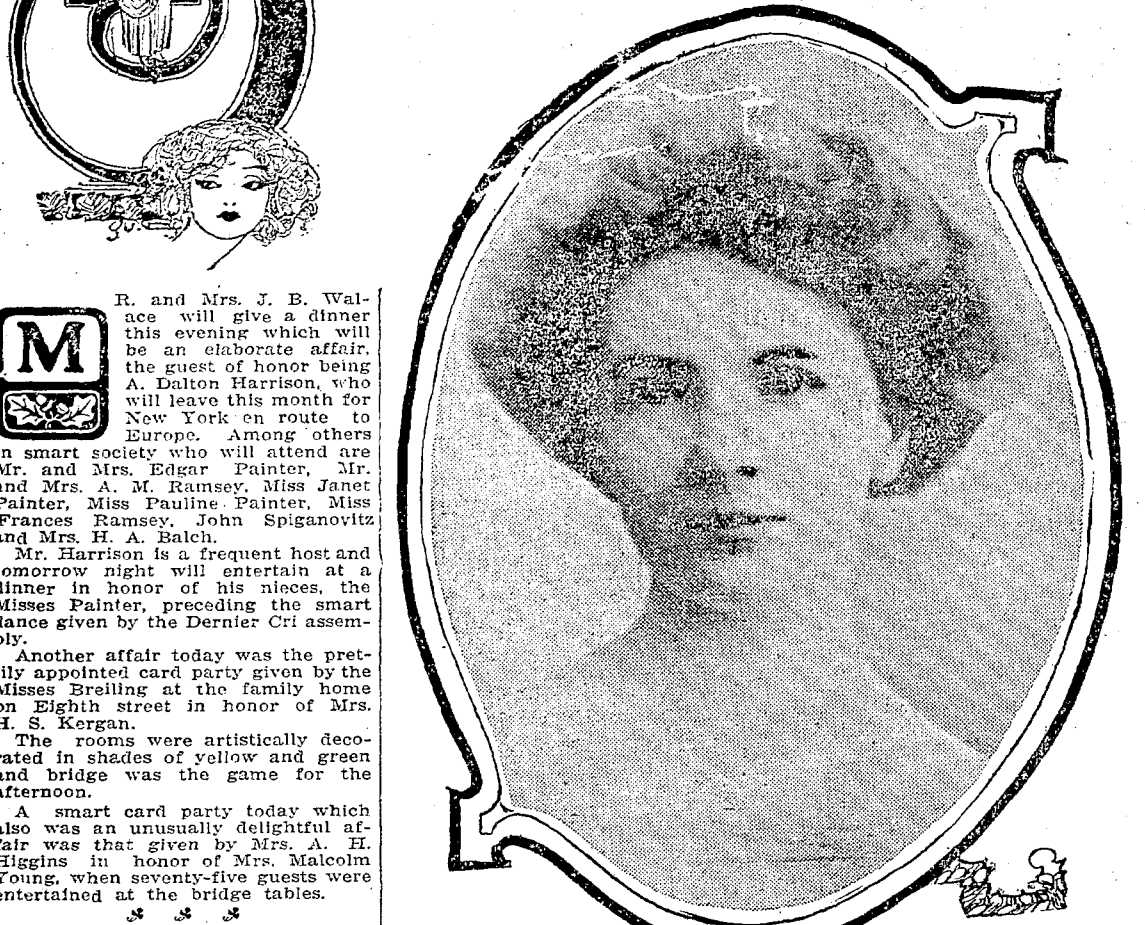 M
R. and Mrs. J. B. Wal-
ace will give a dinner
this evening which will
be an elaborate affair,
the guest of honor being
A. Dalton Harrison, who
will leave this month for
New York en route to
Europe. Among others
n smart society who will attend are
Mr. and Mrs. Edgar Painter, Mr.
nd Mrs. A. M. Ramsey, Miss Janet
Painter, Miss Pauline Painter, Miss
Frances Ramsey, John Spiganovitz
nd Mrs. H. A. Balch.
Mr. Harrison is a frequent host and
omorrow night will entertain at a
inner in honor of his nieces, the
Misses Painter, preceding the smart
lance given by the Dernier Cri assem-
ly.
Another affair today was the pret-
ily appointed card party given by the
Misses Breiling at the family home
on Eighth street in honor of Mrs.
H. S. Kergan.
The rooms were artistically deco-
rated in shades of yellow and green
and bridge was the game for the
afternoon.
A smart card party today which
also was an unusually delightful af-
fair was that given by Mrs. A. H.
Higgins in honor of Mrs. Malcolm
Young, when seventy-five guests were
entertained at the bridge tables.